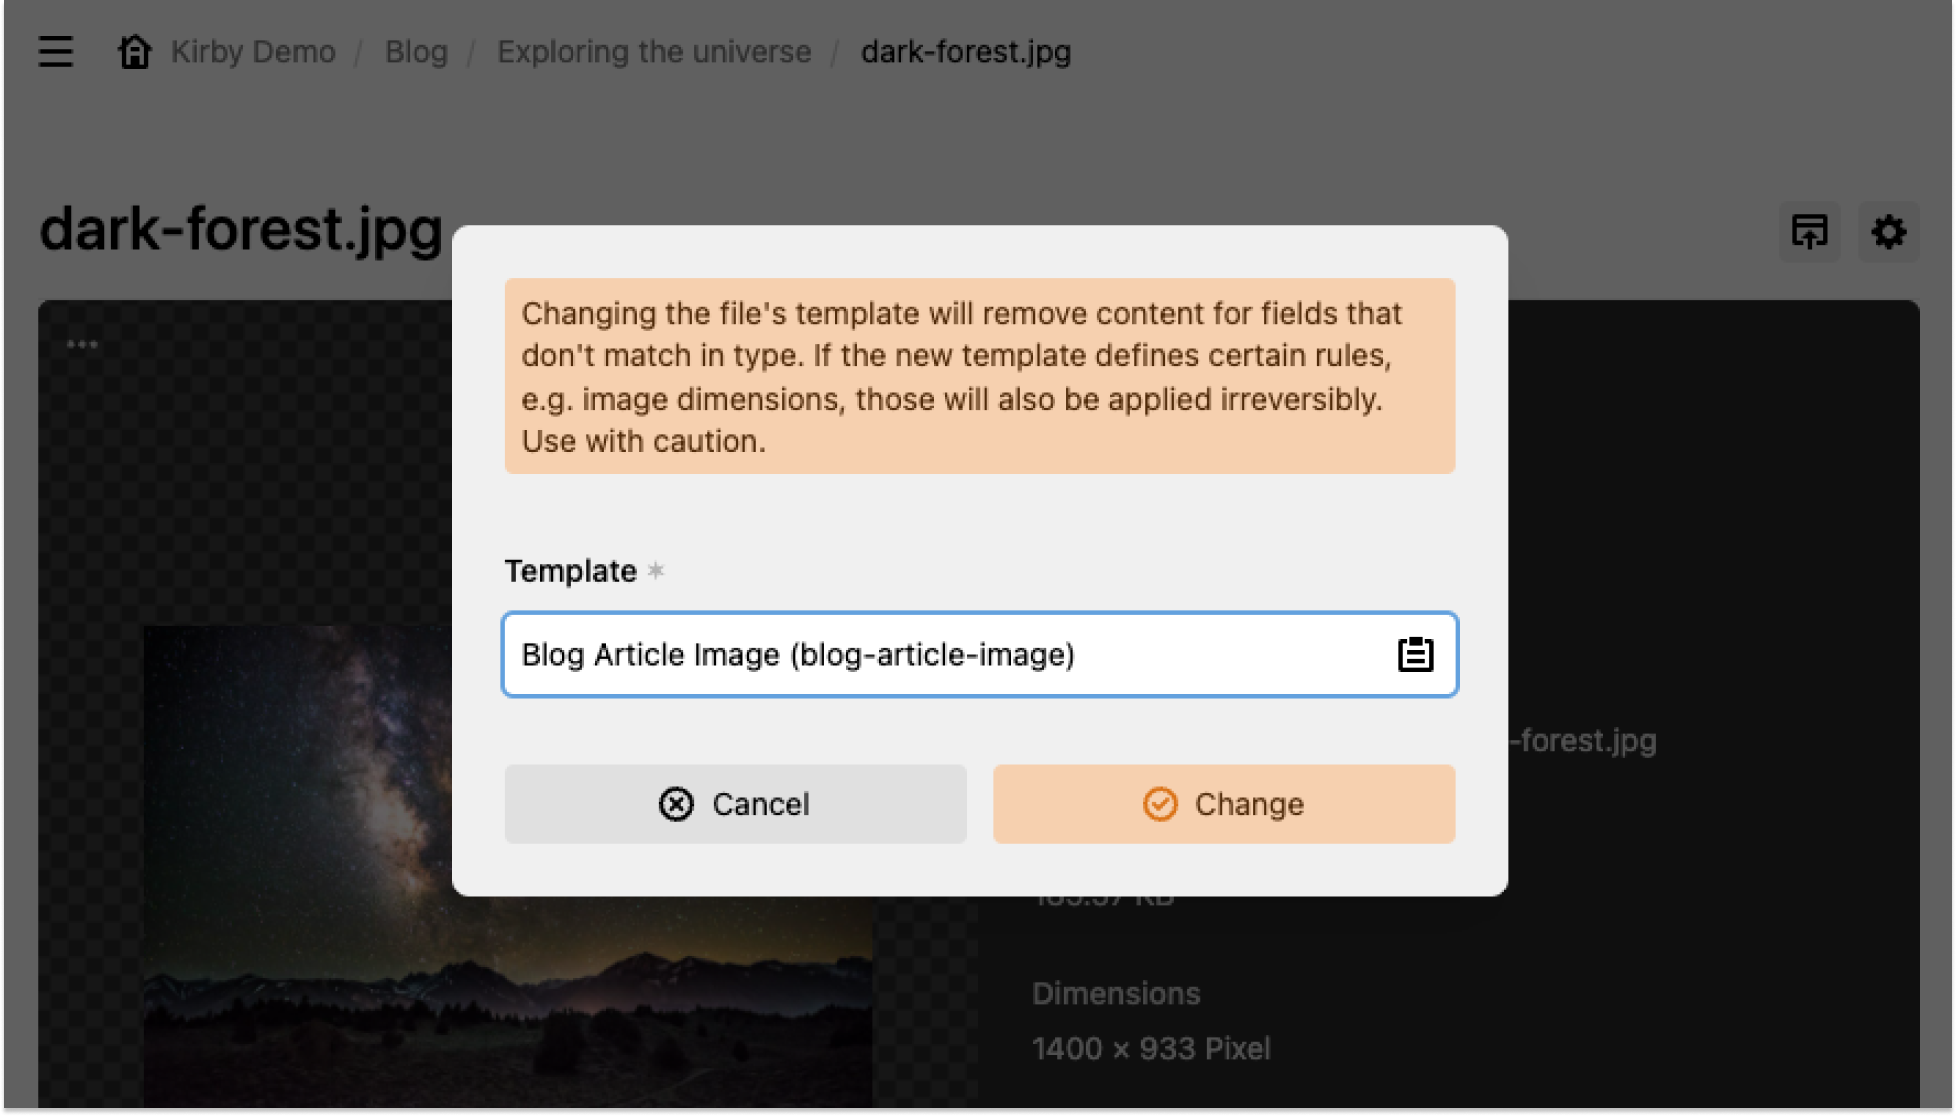 Kirby Demo / Blog / Exploring the universe / dark-forest.jpg
dark-forest.jpg
Changing the file's template will remove content for fields that
don't match in type. If the new template defines certain rules,
e.g. image dimensions, those will also be applied irreversibly.
Use with caution.
Template *
Blog Article Image (blog-article-image)
-forest.jpg
Cancel
Change
KB
Dimensions
1400 × 933 Pixel